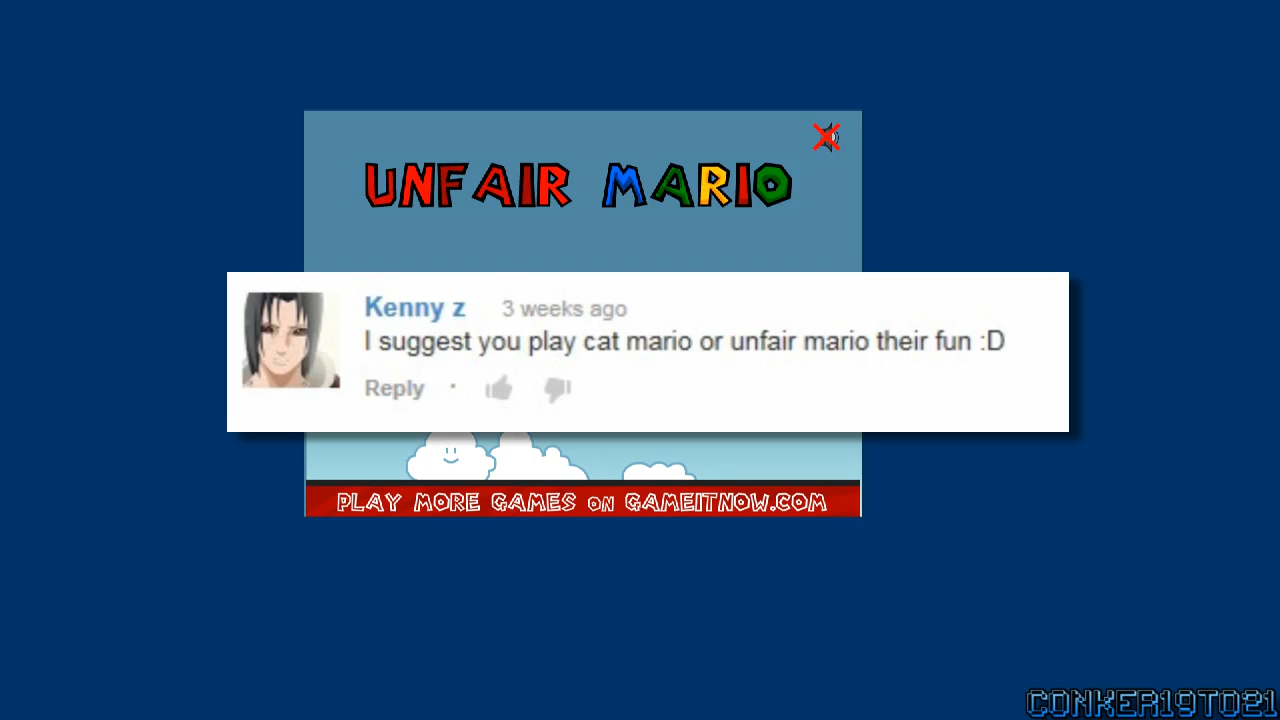 UNFAIR MARIO
Kenny z 3 weeks ago
I suggest you play cat mario or unfair mario their fun :D
Reply ·
PLAY MORE GAMES ON GAMEITNOW.COM
CONKER19TO21